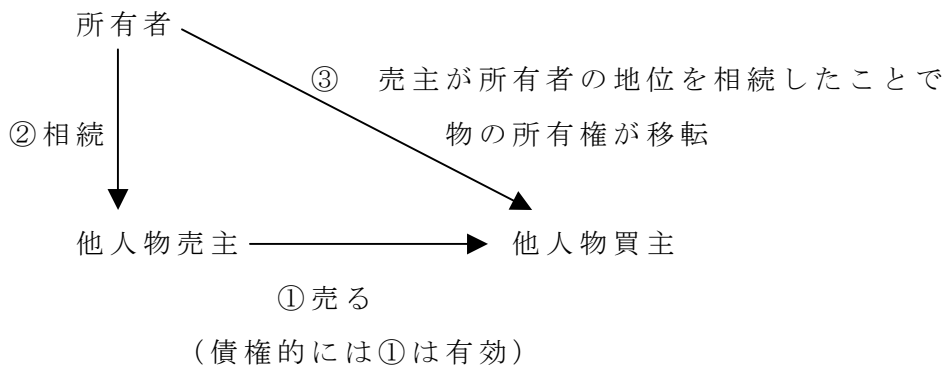 所有者
③ 売主が所有者の地位を相続したことで
②相続
物の所有権が移転
他人物売主
他人物買主
①売る
（債権的には①は有効）